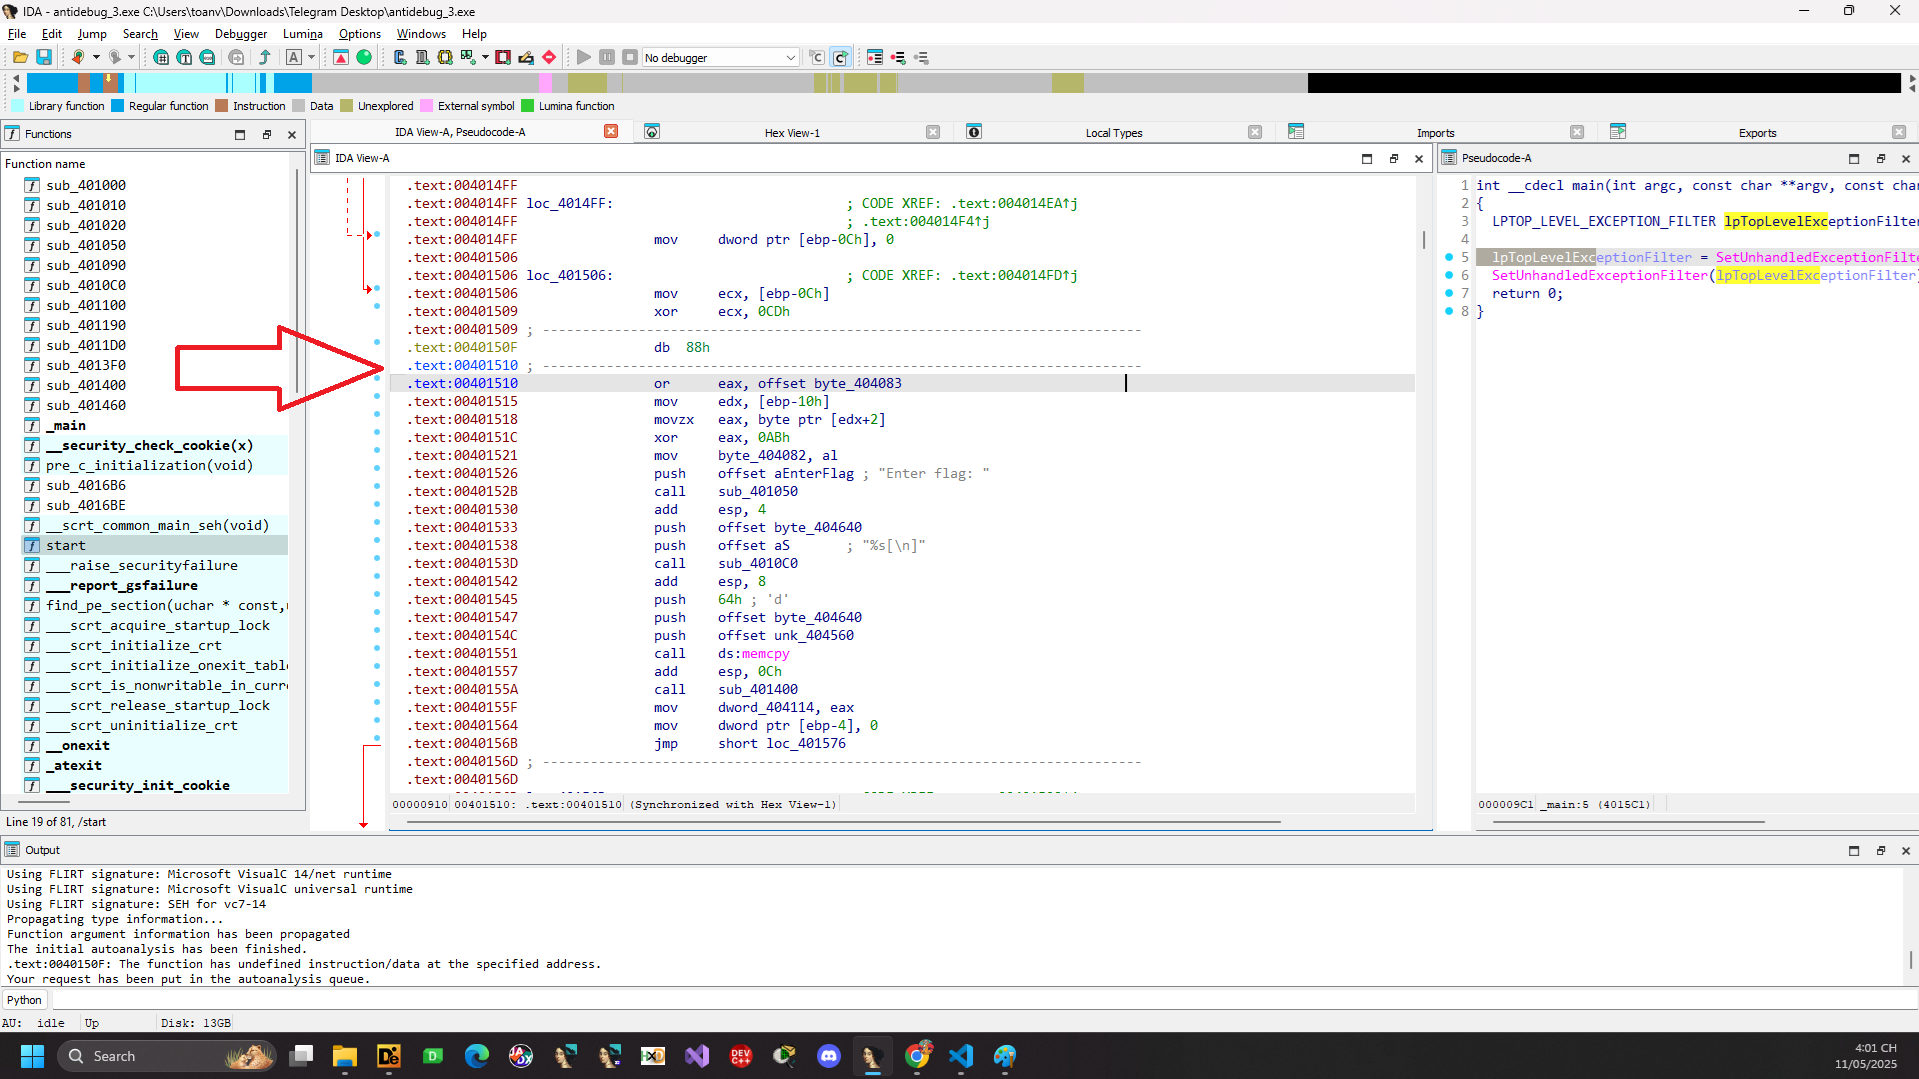 IDA - antidebug_3.exe C:\Users\toanv\Downloads\Telegram Desktop\antidebug_3.exe
File Edit Jump Search View Debugger Lumina Options Windows Help
No debugger
Library function Regular function Instruction Data Unexplored External symbol Lumina function
Functions
Function name
sub_401000
sub_401010
sub_401020
sub_401050
sub_401090
sub_4010C0
sub_401100
sub_401190
sub_4011D0
sub_4013F0
sub_401400
sub_401460
_main
__security_check_cookie(x)
pre_c_initialization(void)
sub_4016B6
sub_4016BE
__scrt_common_main_seh(void)
start
___raise_securityfailure
___report_gsfailure
find_pe_section(uchar * const,
___scrt_acquire_startup_lock
___scrt_initialize_crt
___scrt_initialize_onexit_table
___scrt_is_nonwritable_in_curr
___scrt_release_startup_lock
___scrt_uninitialize_crt
__onexit
_atexit
___security_init_cookie
Line 19 of 81, /start
IDA View-A, Pseudocode-A Hex View-1 Local Types Imports Exports
IDA View-A
.text:004014FF
.text:004014FF loc_4014FF: ; CODE XREF: .text:004014EA↑j
.text:004014FF ; .text:004014F4↑j
.text:004014FF mov dword ptr [ebp-0Ch], 0
.text:00401506
.text:00401506 loc_401506: ; CODE XREF: .text:004014FD↑j
.text:00401506 mov ecx, [ebp-0Ch]
.text:00401509 xor ecx, 0CDh
.text:00401509 ; ---------------------------------------------------------------------------
.text:0040150F db 88h
.text:00401510 ; ---------------------------------------------------------------------------
.text:00401510 or eax, offset byte_404083
.text:00401515 mov edx, [ebp-10h]
.text:00401518 movzx eax, byte ptr [edx+2]
.text:0040151C xor eax, 0ABh
.text:00401521 mov byte_404082, al
.text:00401526 push offset aEnterFlag ; "Enter flag: "
.text:0040152B call sub_401050
.text:00401530 add esp, 4
.text:00401533 push offset byte_404640
.text:00401538 push offset aS ; "%s[\n]"
.text:0040153D call sub_4010C0
.text:00401542 add esp, 8
.text:00401545 push 64h ; 'd'
.text:00401547 push offset byte_404640
.text:0040154C push offset unk_404560
.text:00401551 call ds:memcpy
.text:00401557 add esp, 0Ch
.text:0040155A call sub_401400
.text:0040155F mov dword_404114, eax
.text:00401564 mov dword ptr [ebp-4], 0
.text:0040156B jmp short loc_401576
.text:0040156D ; ---------------------------------------------------------------------------
.text:0040156D
00000910 00401510: .text:00401510 (Synchronized with Hex View-1)
Pseudocode-A
1 int __cdecl main(int argc, const char **argv, const char
2 {
3 LPTOP_LEVEL_EXCEPTION_FILTER lpTopLevelExceptionFilter
4
5 lpTopLevelExceptionFilter = SetUnhandledExceptionFilte
6 SetUnhandledExceptionFilter(lpTopLevelExceptionFilter)
7 return 0;
8 }
000009C1 _main:5 (4015C1)
Output
Using FLIRT signature: Microsoft VisualC 14/net runtime
Using FLIRT signature: Microsoft VisualC universal runtime
Using FLIRT signature: SEH for vc7-14
Propagating type information...
Function argument information has been propagated
The initial autoanalysis has been finished.
.text:0040150F: The function has undefined instruction/data at the specified address.
Your request has been put in the autoanalysis queue.
Python
AU: idle Up Disk: 13GB
Search
4:01 CH
11/05/2025